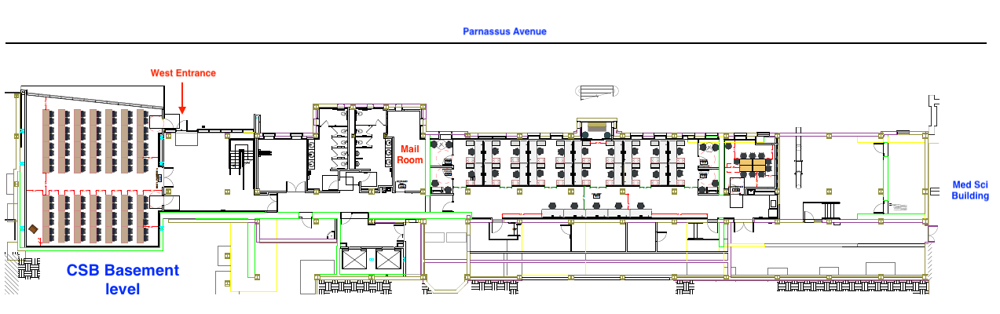 Parnassus Avenue
West Entrance
Mail
Room
Med Sci
Building
CSB Basement
level